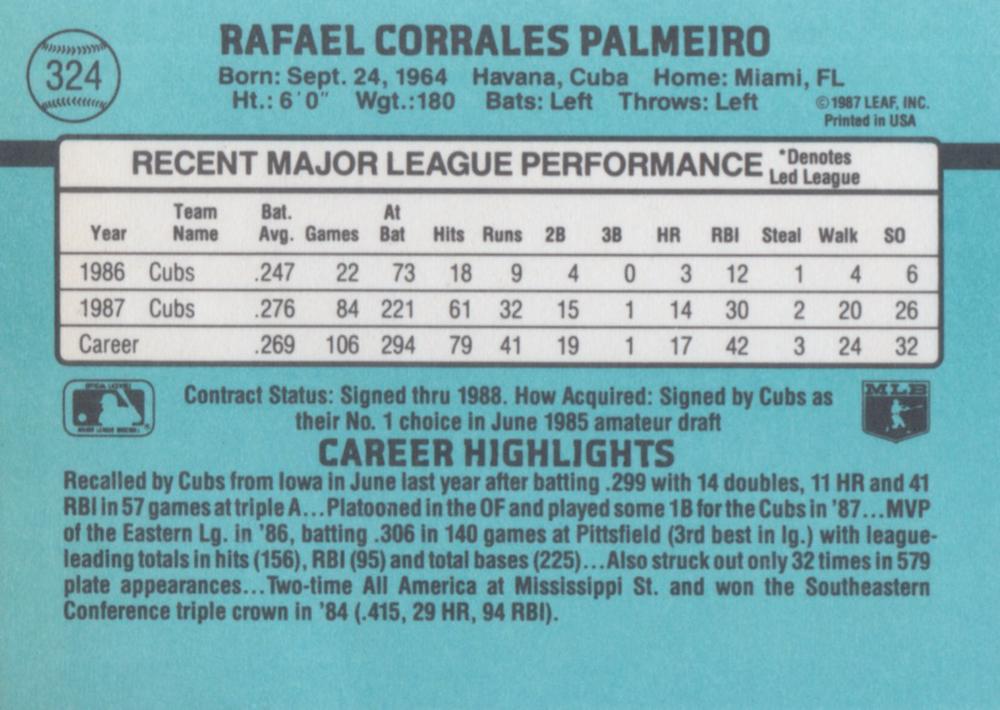 324
RAFAEL CORRALES PALMEIRO
Born: Sept. 24, 1964 Havana, Cuba Home: Miami, FL
Ht.: 6'0" Wgt.:180 Bats: Left Throws: Left
©1987 LEAF, INC.
Printed in USA
RECENT MAJOR LEAGUE PERFORMANCE *Denotes
Led League
Year Team Name Bat. Avg. Games At Bat Hits Runs 2B 3B HR RBI Steal Walk SO
1986 Cubs .247 22 73 18 9 4 0 3 12 1 4 6
1987 Cubs .276 84 221 61 32 15 1 14 30 2 20 26
Career .269 106 294 79 41 19 1 17 42 3 24 32
Contract Status: Signed thru 1988. How Acquired: Signed by Cubs as
their No. 1 choice in June 1985 amateur draft
MLB
CAREER HIGHLIGHTS
Recalled by Cubs from Iowa in June last year after batting .299 with 14 doubles, 11 HR and 41
RBI in 57 games at triple A...Platooned in the OF and played some 1B for the Cubs in '87...MVP
of the Eastern Lg. in '86, batting .306 in 140 games at Pittsfield (3rd best in lg.) with league-
leading totals in hits (156), RBI (95) and total bases (225)...Also struck out only 32 times in 579
plate appearances...Two-time All America at Mississippi St. and won the Southeastern
Conference triple crown in '84 (.415, 29 HR, 94 RBI).